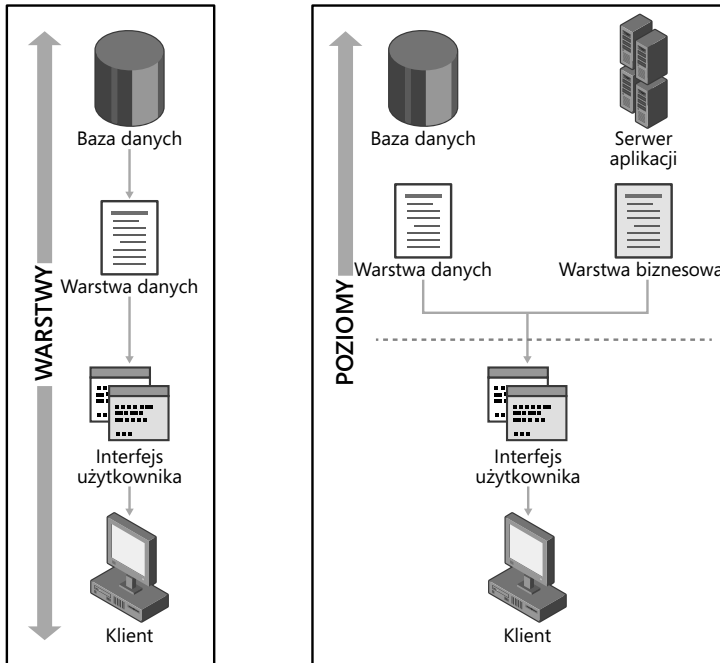 WARSTWY
Baza danych
Warstwa danych
Interfejs
użytkownika
Klient
POZIOMY
Baza danych
Serwer
aplikacji
Warstwa danych
Warstwa biznesowa
Interfejs
użytkownika
Klient